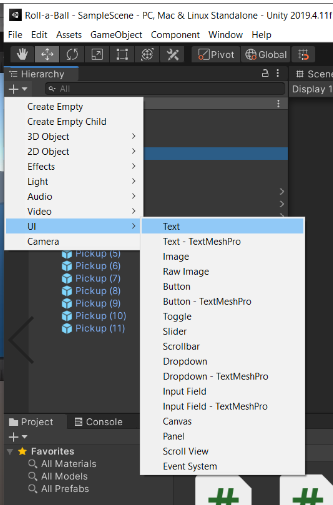 Roll-a-Ball - SampleScene - PC, Mac & Linux Standalone - Unity 2019.4.11f
File Edit Assets GameObject Component Window Help
Pivot Global
Hierarchy Scene
All Display 1
Create Empty
Create Empty Child
3D Object
2D Object
Effects
Light
Audio
Video
UI
Camera
Text
Text - TextMeshPro
Image
Raw Image
Button
Button - TextMeshPro
Toggle
Slider
Scrollbar
Dropdown
Dropdown - TextMeshPro
Input Field
Input Field - TextMeshPro
Canvas
Panel
Scroll View
Event System
Pickup (5)
Pickup (6)
Pickup (7)
Pickup (8)
Pickup (9)
Pickup (10)
Pickup (11)
Project Console
Favorites
All Materials
All Models
All Prefabs
# #